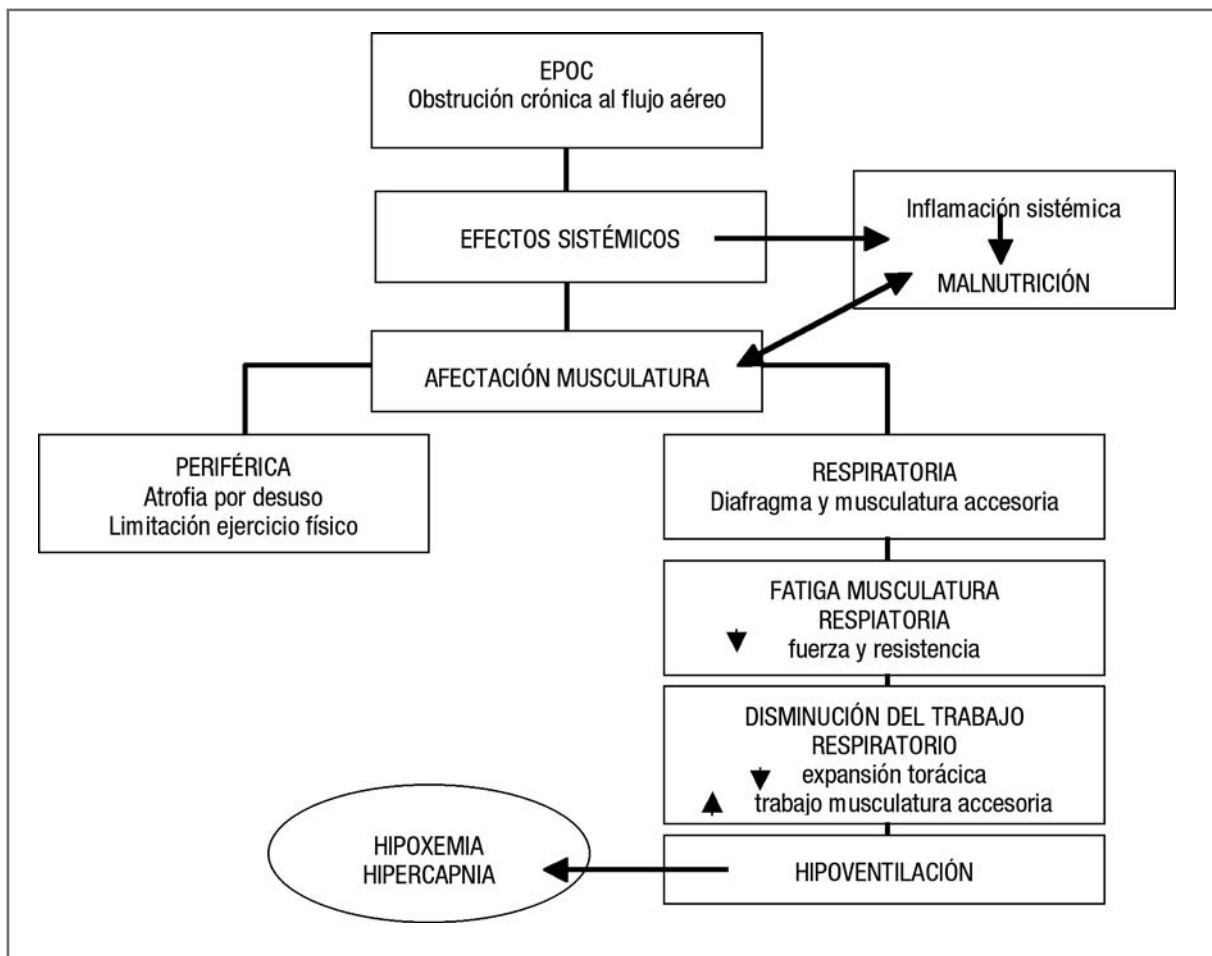 EPOC
Obstrución crónica al flujo aéreo
EFECTOS SISTÉMICOS
Inflamación sistémica
MALNUTRICIÓN
AFECTACIÓN MUSCULATURA
PERIFÉRICA
Atrofia por desuso
Limitación ejercicio físico
RESPIRATORIA
Diafragma y musculatura accesoria
FATIGA MUSCULATURA
RESPIATORIA
fuerza y resistencia
DISMINUCIÓN DEL TRABAJO
RESPIRATORIO
expansión torácica
trabajo musculatura accesoria
HIPOXEMIA
HIPERCAPNIA
HIPOVENTILACIÓN